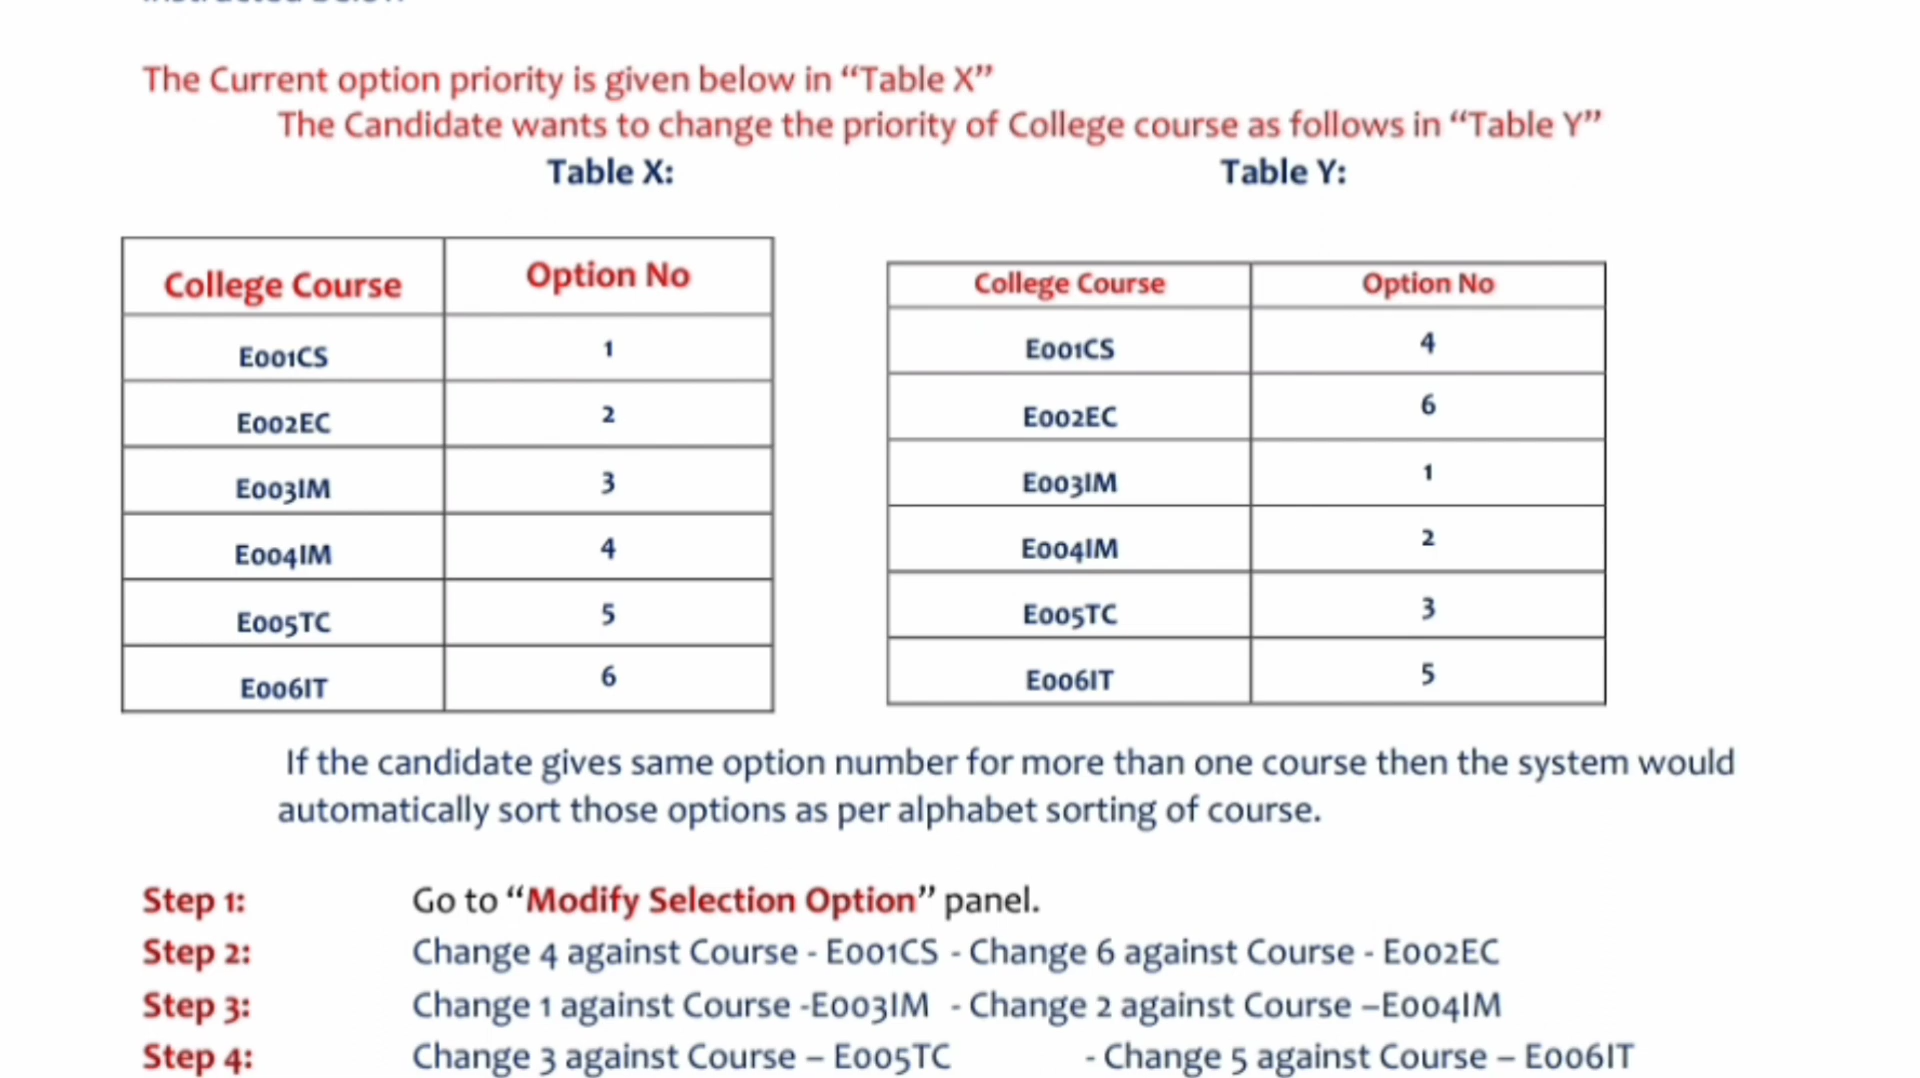 The Current option priority is given below in “Table X”
The Candidate wants to change the priority of College course as follows in “Table Y”
Table X: Table Y:
College Course Option No
E001CS 1
E002EC 2
E003IM 3
E004IM 4
E005TC 5
E006IT 6
College Course Option No
E001CS 4
E002EC 6
E003IM 1
E004IM 2
E005TC 3
E006IT 5
If the candidate gives same option number for more than one course then the system would
automatically sort those options as per alphabet sorting of course.
Step 1: Go to “Modify Selection Option” panel.
Step 2: Change 4 against Course - E001CS - Change 6 against Course - E002EC
Step 3: Change 1 against Course -E003IM - Change 2 against Course –E004IM
Step 4: Change 3 against Course – E005TC - Change 5 against Course – E006IT